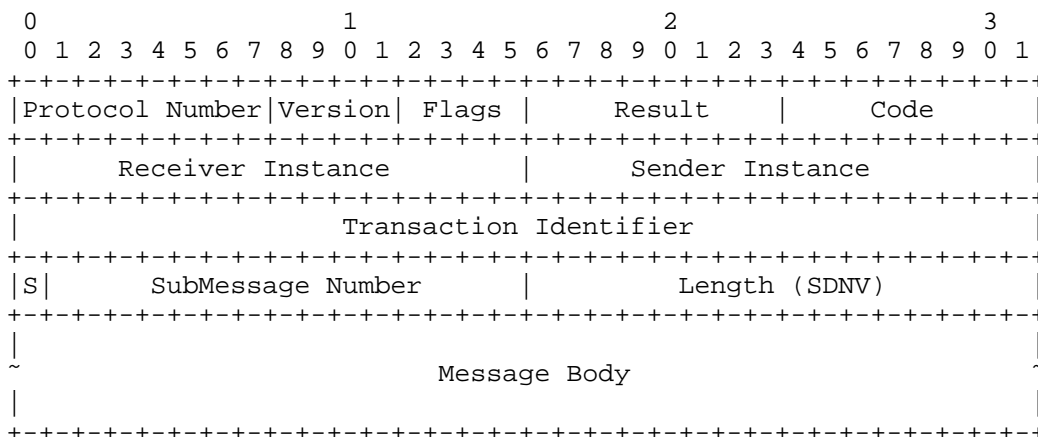 0                   1                   2                   3
 0 1 2 3 4 5 6 7 8 9 0 1 2 3 4 5 6 7 8 9 0 1 2 3 4 5 6 7 8 9 0 1
+-+-+-+-+-+-+-+-+-+-+-+-+-+-+-+-+-+-+-+-+-+-+-+-+-+-+-+-+-+-+-+-+
|Protocol Number|Version| Flags |     Result    |     Code      |
+-+-+-+-+-+-+-+-+-+-+-+-+-+-+-+-+-+-+-+-+-+-+-+-+-+-+-+-+-+-+-+-+
|      Receiver Instance        |      Sender Instance          |
+-+-+-+-+-+-+-+-+-+-+-+-+-+-+-+-+-+-+-+-+-+-+-+-+-+-+-+-+-+-+-+-+
|                    Transaction Identifier                     |
+-+-+-+-+-+-+-+-+-+-+-+-+-+-+-+-+-+-+-+-+-+-+-+-+-+-+-+-+-+-+-+-+
|S|      SubMessage Number      |         Length (SDNV)         |
+-+-+-+-+-+-+-+-+-+-+-+-+-+-+-+-+-+-+-+-+-+-+-+-+-+-+-+-+-+-+-+-+
|                                                               |
~                          Message Body                         ~
|                                                               |
+-+-+-+-+-+-+-+-+-+-+-+-+-+-+-+-+-+-+-+-+-+-+-+-+-+-+-+-+-+-+-+-+